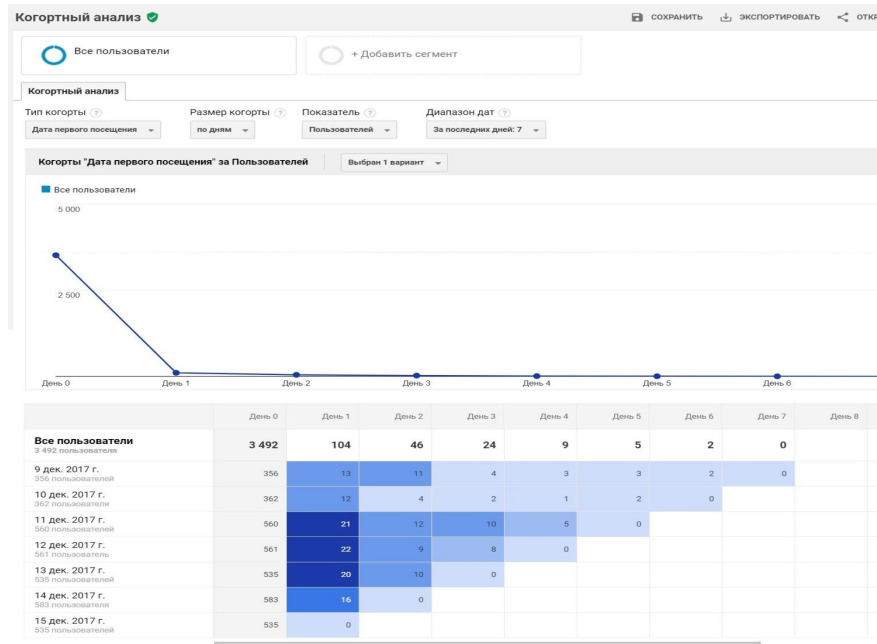 Когортный анализ
СОХРАНИТЬ ЭКСПОРТИРОВАТЬ ОТКР
Все пользователи
+ Добавить сегмент
Когортный анализ
Тип когорты ? Размер когорты ? Показатель ? Диапазон дат ?
Дата первого посещения по дням Пользователей За последних дней: 7
Когорты "Дата первого посещения" за Пользователей Выбран 1 вариант
Все пользователи
5 000
2 500
День 0 День 1 День 2 День 3 День 4 День 5 День 6
День 0 День 1 День 2 День 3 День 4 День 5 День 6 День 7 День 8
Все пользователи 3 492 104 46 24 9 5 2 0
3 492 пользователя
9 дек. 2017 г. 356 13 11 4 3 3 2 0
356 пользователей
10 дек. 2017 г. 362 12 4 2 1 2 0
362 пользователя
11 дек. 2017 г. 560 21 12 10 5 0
560 пользователей
12 дек. 2017 г. 561 22 9 8 0
561 пользователь
13 дек. 2017 г. 535 20 10 0
535 пользователей
14 дек. 2017 г. 583 16 0
583 пользователя
15 дек. 2017 г. 535 0
535 пользователей